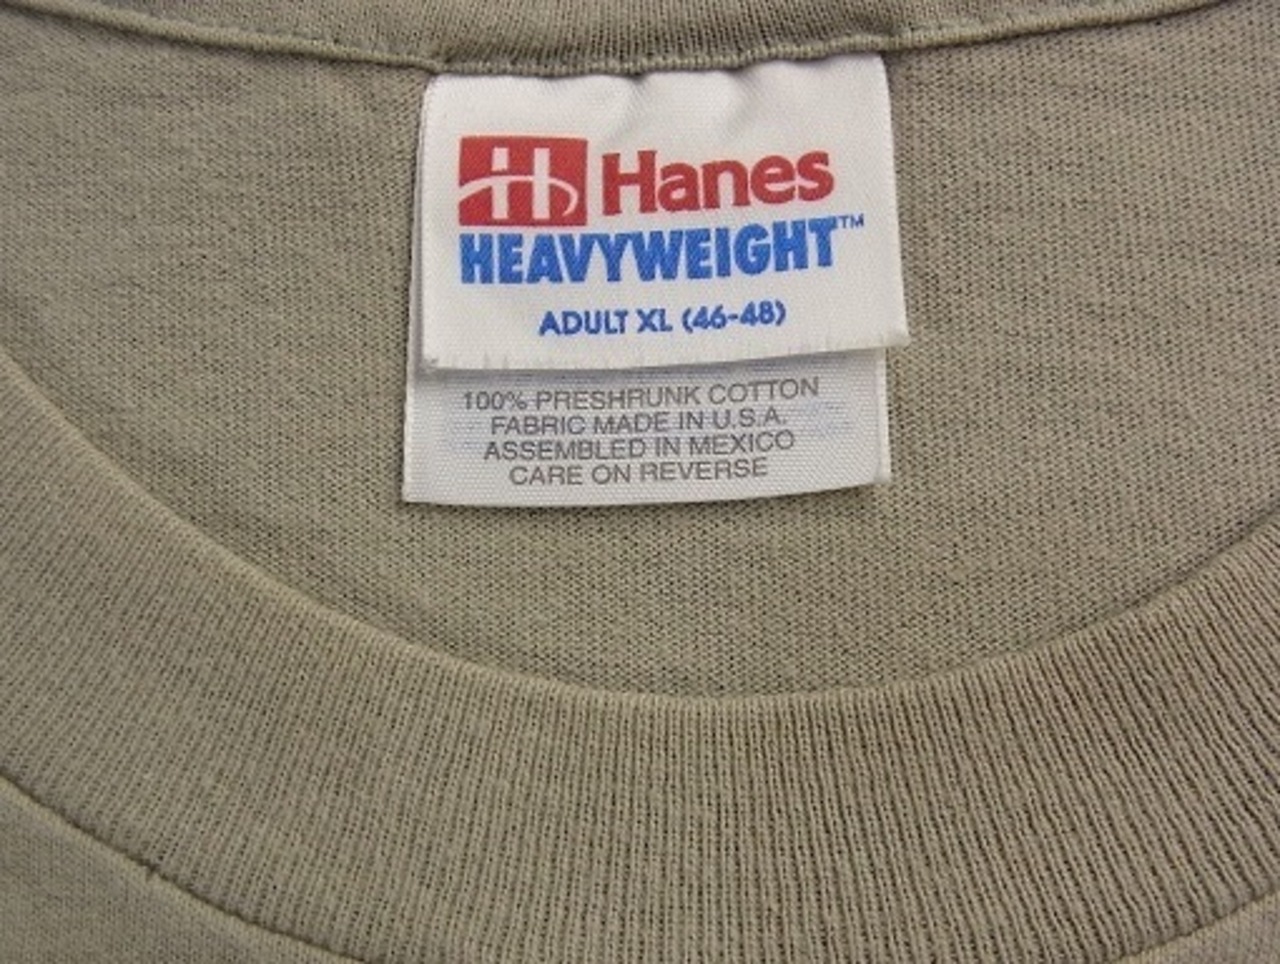 H Hanes
HEAVYWEIGHT™
ADULT XL (46-48)
100% PRESHRUNK COTTON
FABRIC MADE IN U.S.A.
ASSEMBLED IN MEXICO
CARE ON REVERSE